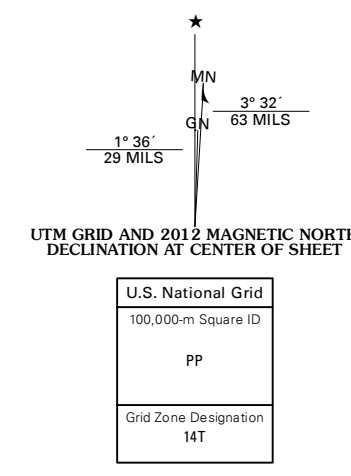 ★
MN
GN
3° 32´
63 MILS
1° 36´
29 MILS
UTM GRID AND 2012 MAGNETIC NORTH
DECLINATION AT CENTER OF SHEET
U.S. National Grid
100,000-m Square ID
PP
Grid Zone Designation
14T